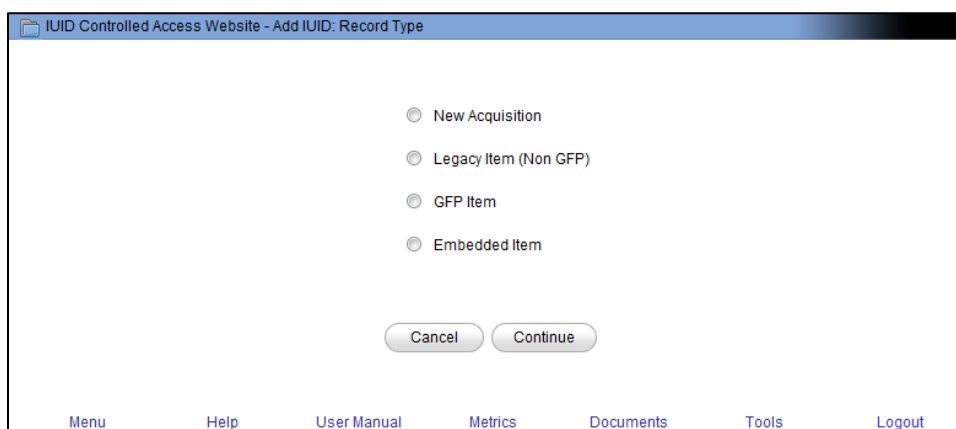 IUID Controlled Access Website - Add IUID: Record Type
New Acquisition
Legacy Item (Non GFP)
GFP Item
Embedded Item
Cancel Continue
Menu Help User Manual Metrics Documents Tools Logout